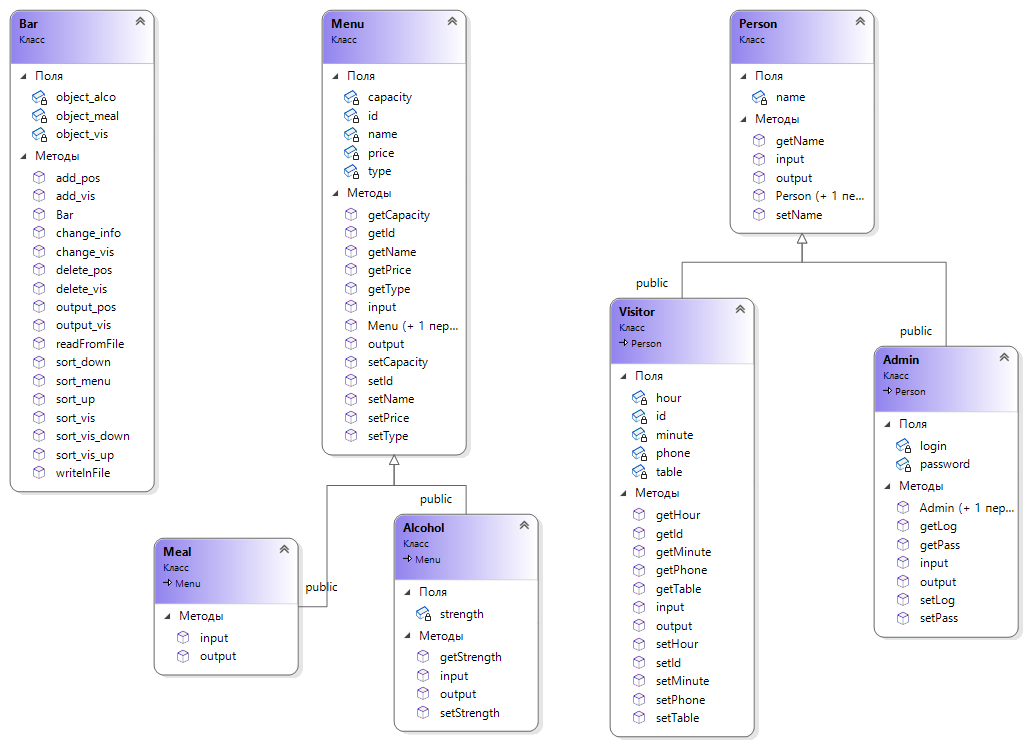 Bar
Класс
Поля
object_alco
object_meal
object_vis
Методы
add_pos
add_vis
Bar
change_info
change_vis
delete_pos
delete_vis
output_pos
output_vis
readFromFile
sort_down
sort_menu
sort_up
sort_vis
sort_vis_down
sort_vis_up
writeInFile
Menu
Класс
Поля
capacity
id
name
price
type
Методы
getCapacity
getId
getName
getPrice
getType
input
Menu (+ 1 пер...
output
setCapacity
setId
setName
setPrice
setType
Person
Класс
Поля
name
Методы
getName
input
output
Person (+ 1 пе...
setName
public
public
public
public
Meal
Класс
Menu
Методы
input
output
Alcohol
Класс
Menu
Поля
strength
Методы
getStrength
input
output
setStrength
Visitor
Класс
Person
Поля
hour
id
minute
phone
table
Методы
getHour
getId
getMinute
getPhone
getTable
input
output
setHour
setId
setMinute
setPhone
setTable
Admin
Класс
Person
Поля
login
password
Методы
Admin (+ 1 пер...
getLog
getPass
input
output
setLog
setPass